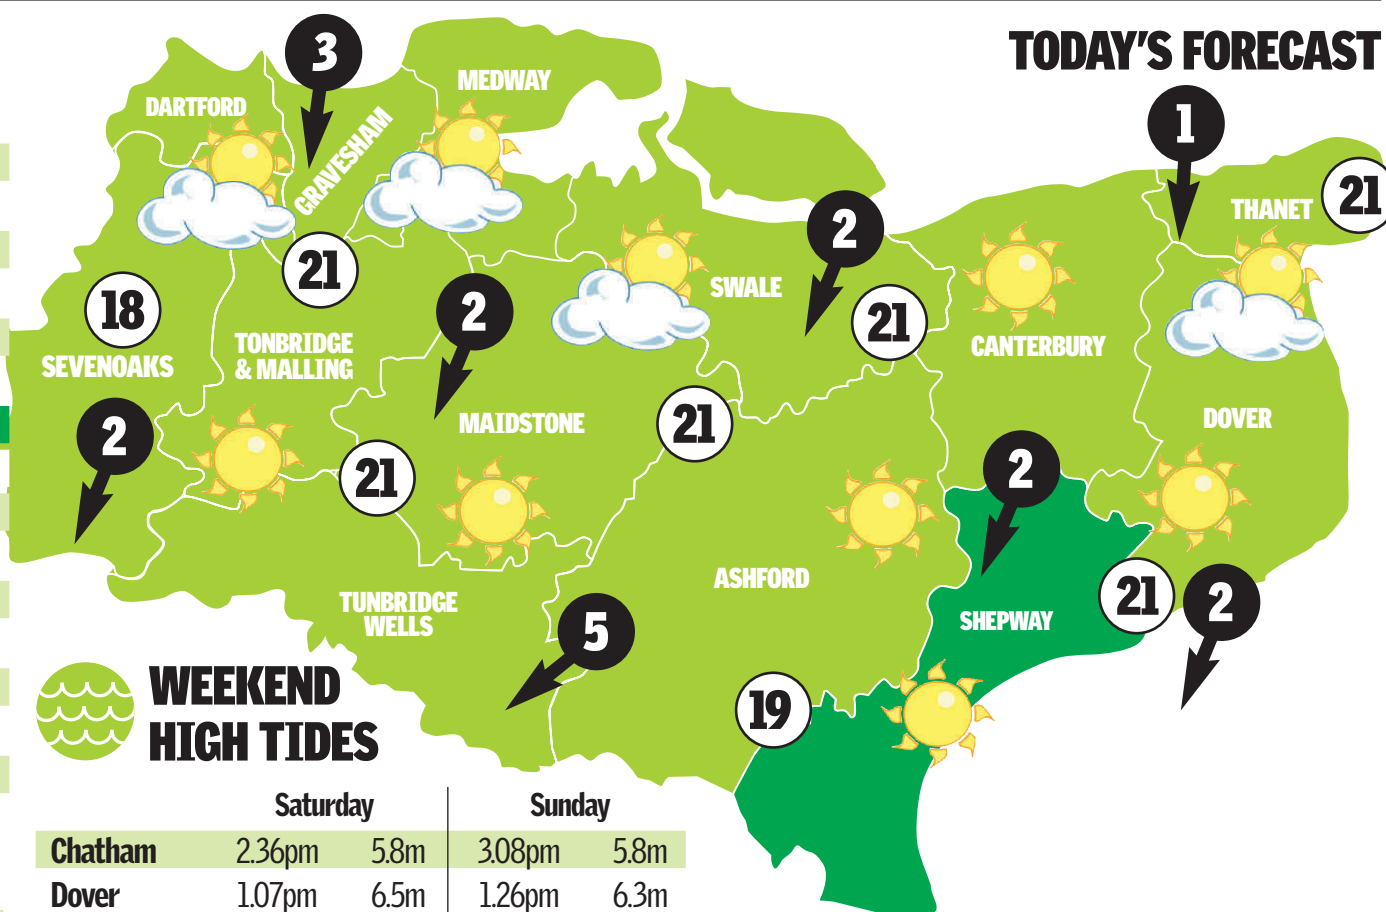 TODAY'S FORECAST
3
MEDWAY
DARTFORD
GRAVESHAM
1
THANET
21
2
21
18
SWALE
2
21
SEVENOAKS
TONBRIDGE
& MALLING
CANTERBURY
2
MAIDSTONE
21
DOVER
21
2
ASHFORD
21
2
TUNBRIDGE
WELLS
SHEPWAY
5
19
WEEKEND
HIGH TIDES
Saturday Sunday
Chatham 2.36pm 5.8m 3.08pm 5.8m
Dover 1.07pm 6.5m 1.26pm 6.3m